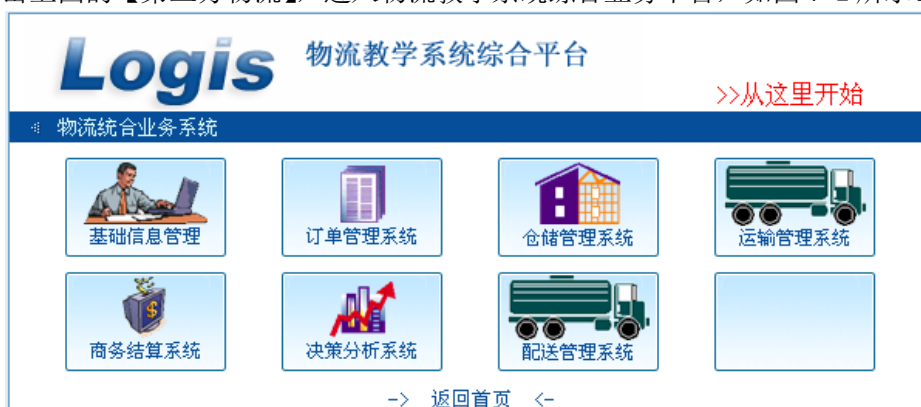 Logis 物流教学系统综合平台
>>从这里开始
物流统合业务系统
基础信息管理 订单管理系统 仓储管理系统 运输管理系统
商务结算系统 决策分析系统 配送管理系统
-> 返回首页 <-